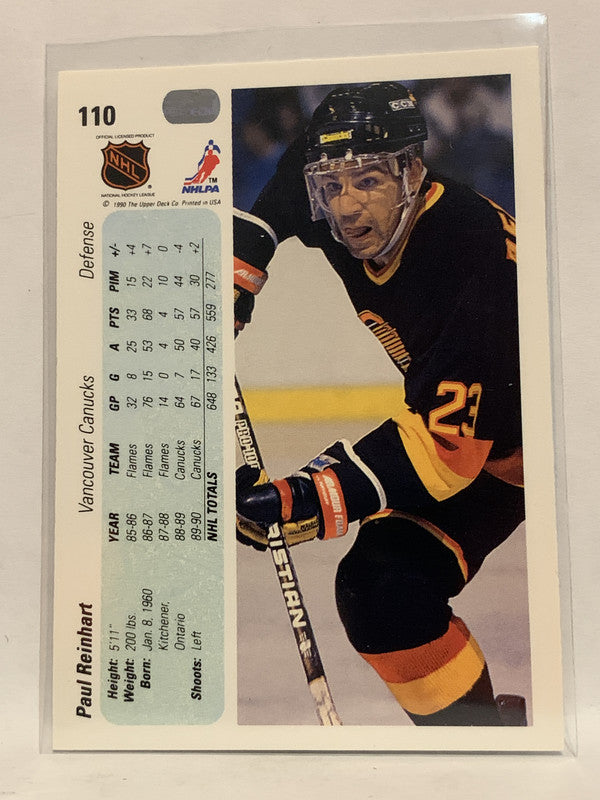 110
OFFICIAL LICENSED PRODUCT
NHL
NATIONAL HOCKEY LEAGUE
TM
NHLPA
© 1990 The Upper Deck Co. Printed in USA
Paul Reinhart Vancouver Canucks Defense
Height: 5'11"
Weight: 200 lbs.
Born: Jan. 8, 1960
Kitchener,
Ontario
Shoots: Left
YEAR TEAM GP G A PTS PIM +/-
85-86 Flames 32 8 25 33 15 +4
86-87 Flames 76 15 53 68 22 +7
87-88 Flames 14 0 4 4 10 0
88-89 Canucks 64 7 50 57 44 -4
89-90 Canucks 67 17 40 57 30 +2
NHL TOTALS 648 133 426 559 277
CCM
Canucks
23
RISTIAN